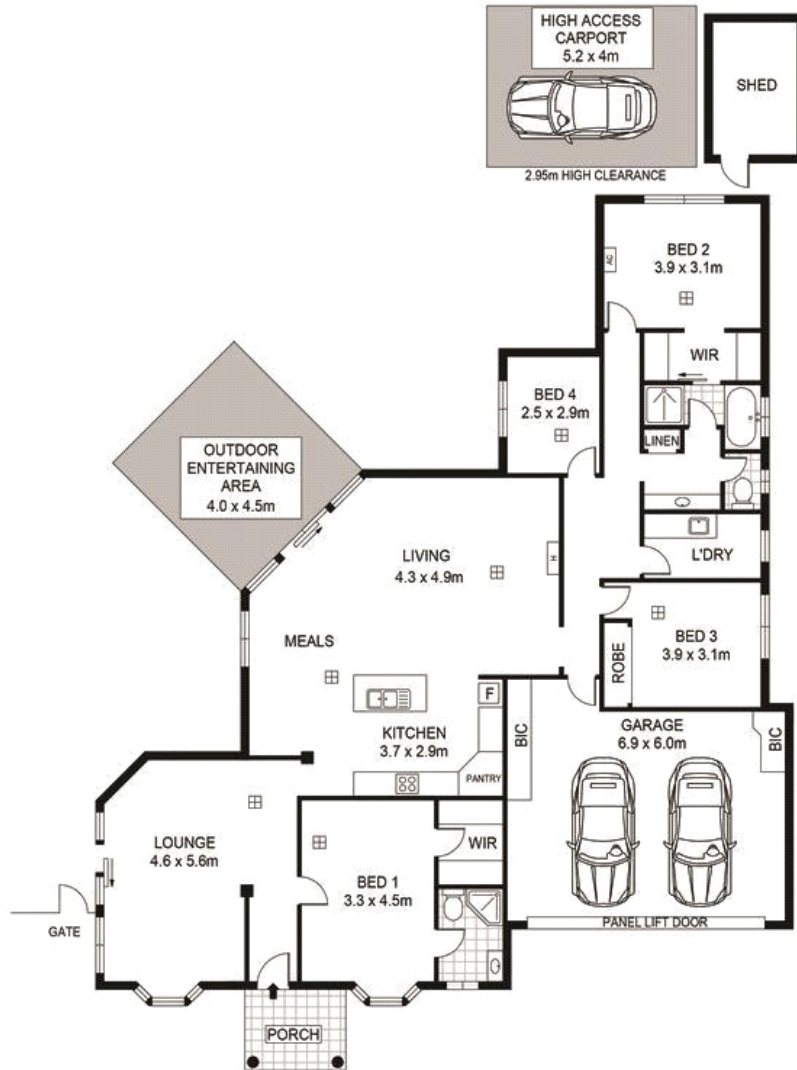 HIGH ACCESS
CARPORT
5.2 x 4m
SHED
2.95m HIGH CLEARANCE
BED 2
3.9 x 3.1m
AC
WIR
BED 4
2.5 x 2.9m
LINEN
OUTDOOR
ENTERTAINING
AREA
4.0 x 4.5m
LIVING
4.3 x 4.9m
H
L'DRY
MEALS
BED 3
3.9 x 3.1m
ROBE
F
KITCHEN
3.7 x 2.9m
PANTRY
BIC
GARAGE
6.9 x 6.0m
BIC
LOUNGE
4.6 x 5.6m
WIR
BED 1
3.3 x 4.5m
GATE
PANEL LIFT DOOR
PORCH